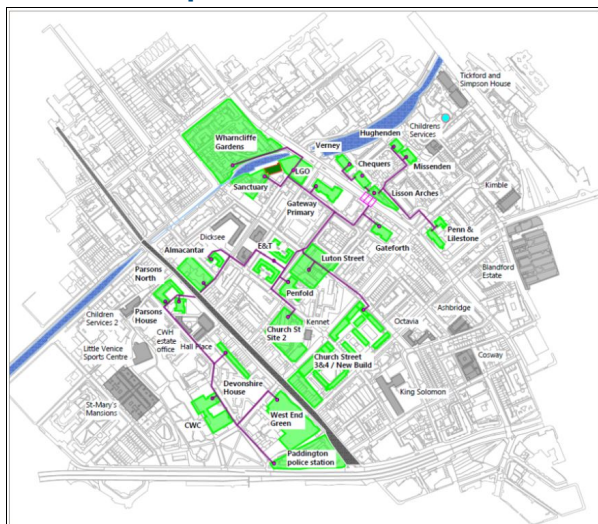 Tickford and
Simpson House
Hughenden
Childrens
Services
Verney
Wharncliffe
Gardens
Chequers
Missenden
PLGO
Sanctuary
Lisson Arches
Kimble
Gateway
Primary
Penn &
Lilestone
Dicksee
E&T
Gateforth
Almacantar
Luton Street
Blandford
Estate
Parsons
North
Penfold
Parsons
House
Children
Services 2
Church St
Site 2
Kennet
Ashbridge
Octavia
CWH
estate
office
Hall Place
Little Venice
Sports Centre
Church Street
3&4 / New Build
Cosway
Devonshire
House
King Solomon
St-Mary's
Mansions
CWC
West End
Green
Paddington
police station